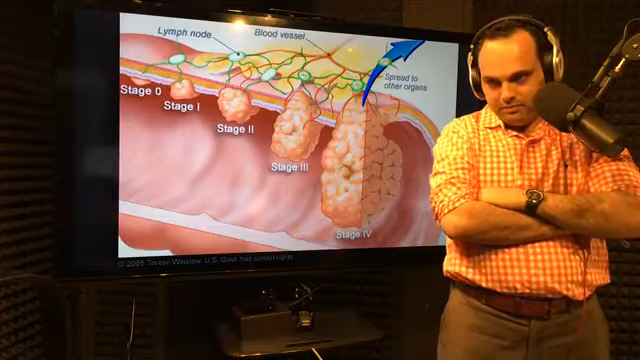 Lymph node
Blood vessel
Spread to
other organs
Stage 0
Stage I
Stage II
Stage III
Stage IV
© 2005 Terese Winslow U.S. Govt. has certain rights